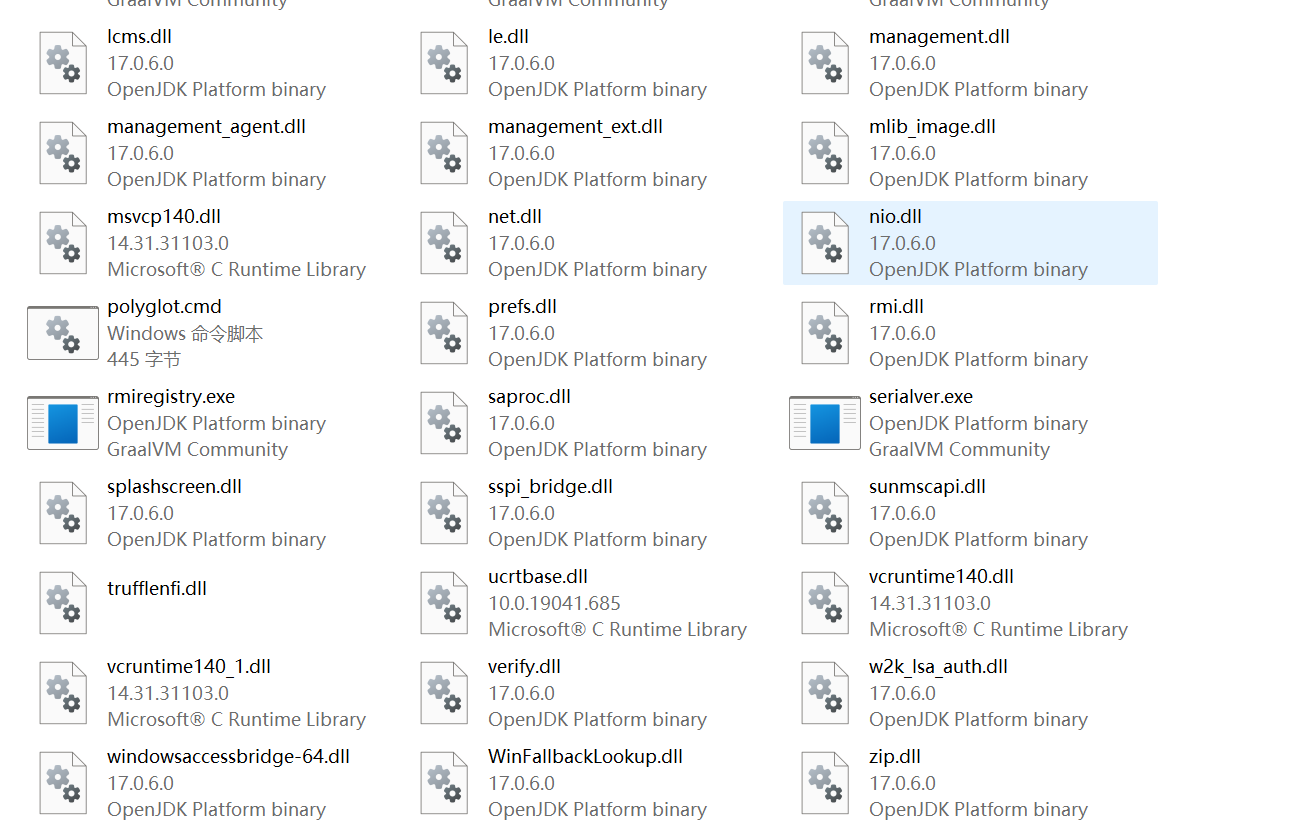 GraalVM Community
GraalVM Community
GraalVM Community
lcms.dll
17.0.6.0
OpenJDK Platform binary
le.dll
17.0.6.0
OpenJDK Platform binary
management.dll
17.0.6.0
OpenJDK Platform binary
management_agent.dll
17.0.6.0
OpenJDK Platform binary
management_ext.dll
17.0.6.0
OpenJDK Platform binary
mlib_image.dll
17.0.6.0
OpenJDK Platform binary
msvcp140.dll
14.31.31103.0
Microsoft® C Runtime Library
net.dll
17.0.6.0
OpenJDK Platform binary
nio.dll
17.0.6.0
OpenJDK Platform binary
polyglot.cmd
Windows 命令脚本
445 字节
prefs.dll
17.0.6.0
OpenJDK Platform binary
rmi.dll
17.0.6.0
OpenJDK Platform binary
rmiregistry.exe
OpenJDK Platform binary
GraalVM Community
saproc.dll
17.0.6.0
OpenJDK Platform binary
serialver.exe
OpenJDK Platform binary
GraalVM Community
splashscreen.dll
17.0.6.0
OpenJDK Platform binary
sspi_bridge.dll
17.0.6.0
OpenJDK Platform binary
sunmscapi.dll
17.0.6.0
OpenJDK Platform binary
trufflenfi.dll
ucrtbase.dll
10.0.19041.685
Microsoft® C Runtime Library
vcruntime140.dll
14.31.31103.0
Microsoft® C Runtime Library
vcruntime140_1.dll
14.31.31103.0
Microsoft® C Runtime Library
verify.dll
17.0.6.0
OpenJDK Platform binary
w2k_lsa_auth.dll
17.0.6.0
OpenJDK Platform binary
windowsaccessbridge-64.dll
17.0.6.0
OpenJDK Platform binary
WinFallbackLookup.dll
17.0.6.0
OpenJDK Platform binary
zip.dll
17.0.6.0
OpenJDK Platform binary